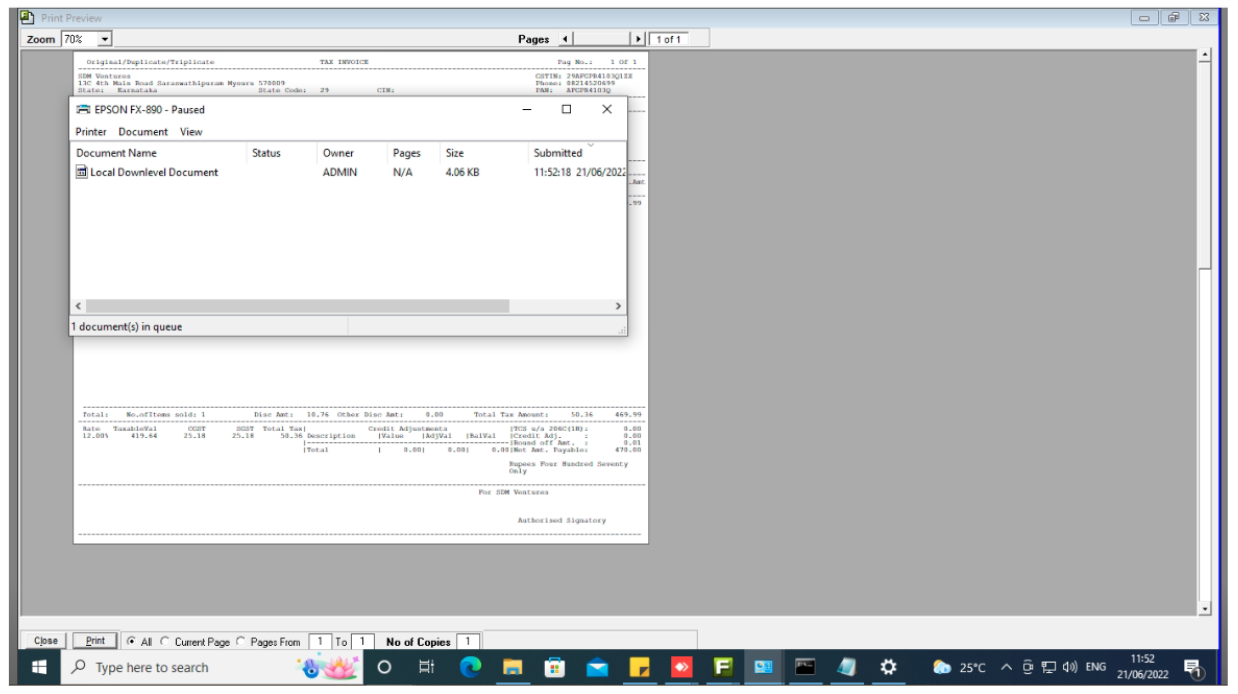 Print Preview
Zoom 70% Pages 1 of 1
Original/Duplicate/Triplicate TAX INVOICE Pag No.: 1 Of 1
SDM Ventures GSTIN:
13C 4th Main Road Saraswathipuram Mysuru 570009 Phone: 08214520699
State: Karnataka State Code: 29 CIN: PAN:
EPSON FX-890 - Paused
Printer Document View
Document Name Status Owner Pages Size Submitted
Local Downlevel Document ADMIN N/A 4.06 KB 11:52:18 21/06/2022
.Amt
.99
1 document(s) in queue
Total: No.ofItems sold: 1 Disc Amt: 10.76 Other Disc Amt: 0.00 Total Tax Amount: 50.36 469.99
Rate TaxableVal CGST SGST Total Tax| Credit Adjustments |TCS u/s 206C(1H): 0.00
12.00% 419.64 25.18 25.18 50.36 Description |Value |AdjVal |BalVal |Credit Adj. : 0.00
|Round off Amt. : 0.01
|Total | 0.00| 0.00| 0.00|Net Amt. Payable: 470.00
Rupees Four Hundred Seventy
Only
For SDM Ventures
Authorised Signatory
Close Print All Current Page Pages From 1 To 1 No of Copies 1
Type here to search 25°C ENG 11:52
21/06/2022
1